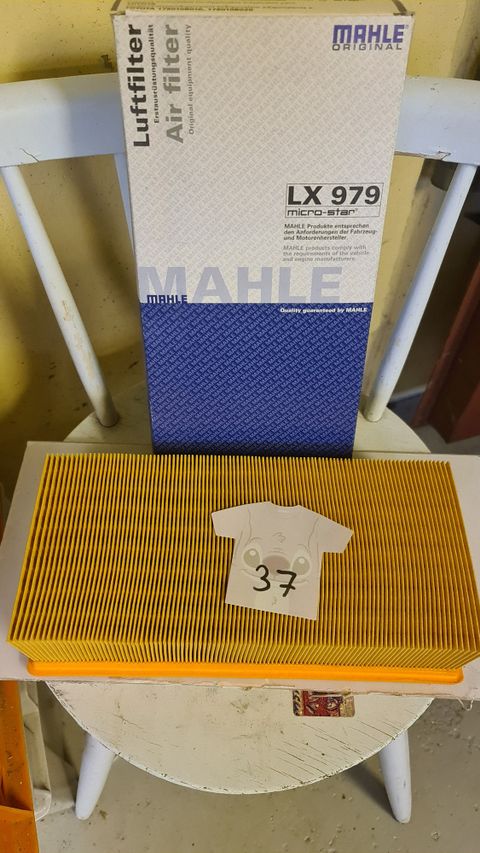 Luftfilter
Erstausrüstungsqualität
Air filter
Original equipment quality
MAHLE
ORIGINAL
LX 979
micro-star®
MAHLE Produkte entsprechen
den Anforderungen der Fahrzeug-
und Motorenhersteller.
MAHLE products comply with
the requirements of the vehicle
and engine manufacturers.
MAHLE
MAHLE
Quality guaranteed by MAHLE
37